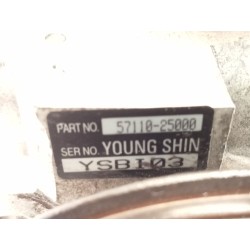 PART NO. 57110-25000
SER NO. YOUNG SHIN
YSBI03